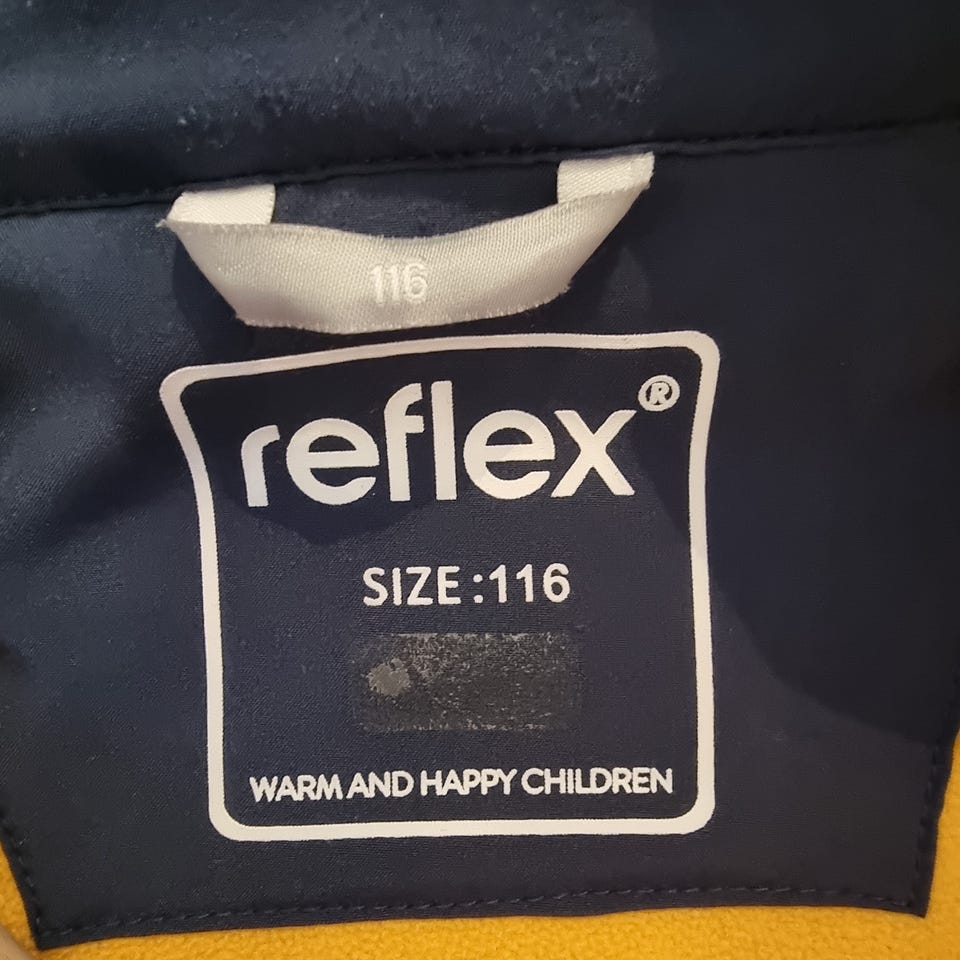 116
reflex®
SIZE:116
WARM AND HAPPY CHILDREN